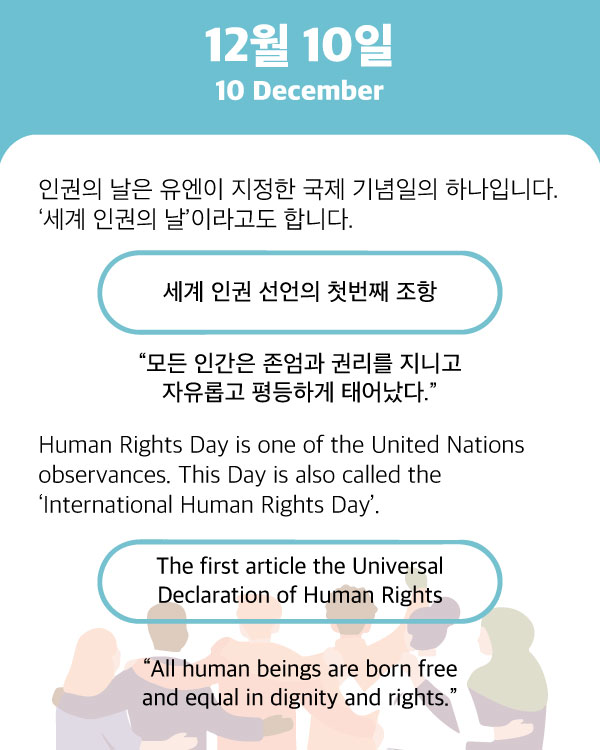 12월 10일
10 December
인권의 날은 유엔이 지정한 국제 기념일의 하나입니다.
‘세계 인권의 날’이라고도 합니다.
세계 인권 선언의 첫번째 조항
“모든 인간은 존엄과 권리를 지니고
자유롭고 평등하게 태어났다.”
Human Rights Day is one of the United Nations
observances. This Day is also called the
‘International Human Rights Day’.
The first article the Universal
Declaration of Human Rights
“All human beings are born free
and equal in dignity and rights.”